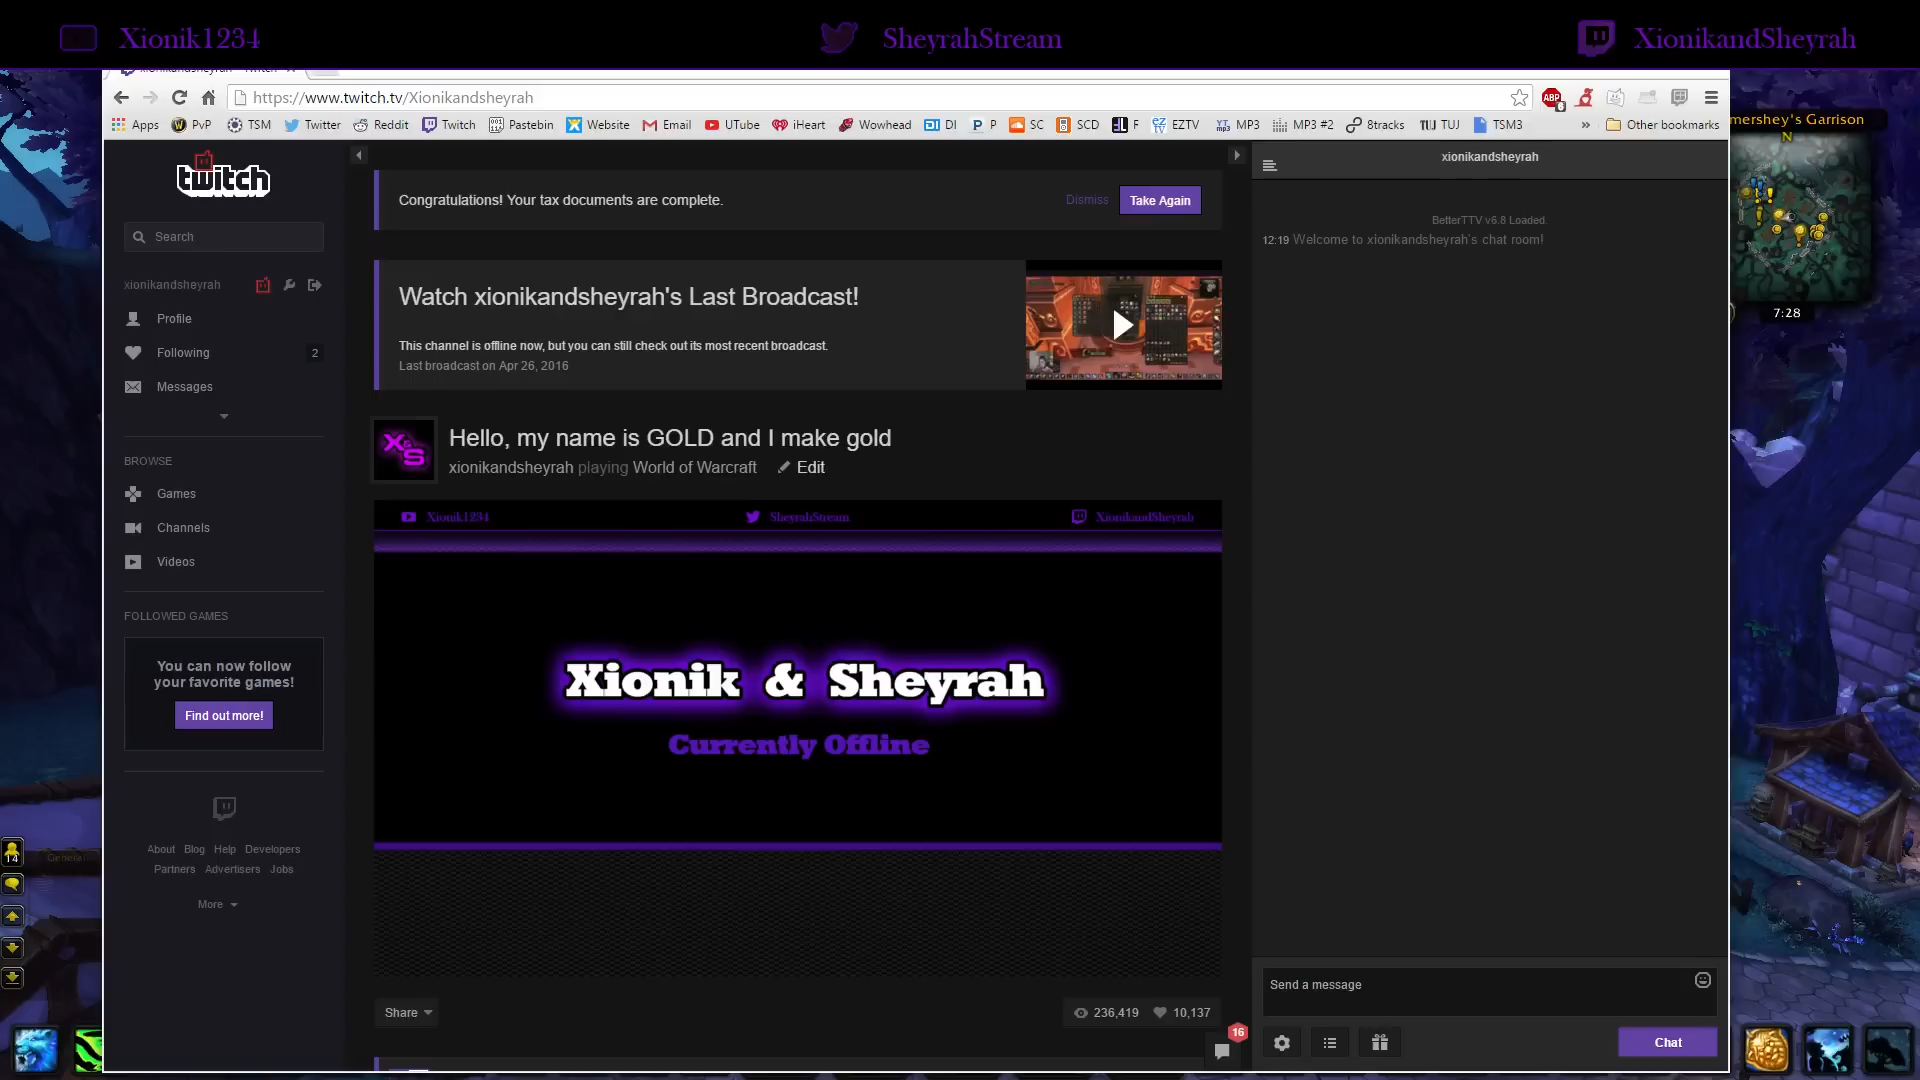 Xionik1234
SheyrahStream
XionikandSheyrah
https://www.twitch.tv/Xionikandsheyrah
ABP
Apps
PvP
TSM
Twitter
Reddit
Twitch
Pastebin
Website
Email
UTube
iHeart
Wowhead
DI
P
SC
SCD
F
EZTV
MP3
MP3 #2
8tracks
TUJ
TUJ
TSM3
»
Other bookmarks
mershey's Garrison
N
7:28
twitch
Search
xionikandsheyrah
Profile
Following
2
Messages
BROWSE
Games
Channels
Videos
FOLLOWED GAMES
You can now follow
your favorite games!
Find out more!
About Blog Help Developers
Partners Advertisers Jobs
More
Congratulations! Your tax documents are complete.
Dismiss
Take Again
Watch xionikandsheyrah's Last Broadcast!
This channel is offline now, but you can still check out its most recent broadcast.
Last broadcast on Apr 26, 2016
X&S
Hello, my name is GOLD and I make gold
xionikandsheyrah playing World of Warcraft
Edit
Xionik1234
SheyrahStream
XionikandSheyrah
Xionik & Sheyrah
Currently Offline
Share
236,419
10,137
16
xionikandsheyrah
BetterTTV v6.8 Loaded.
12:19 Welcome to xionikandsheyrah's chat room!
Send a message
Chat
14
General